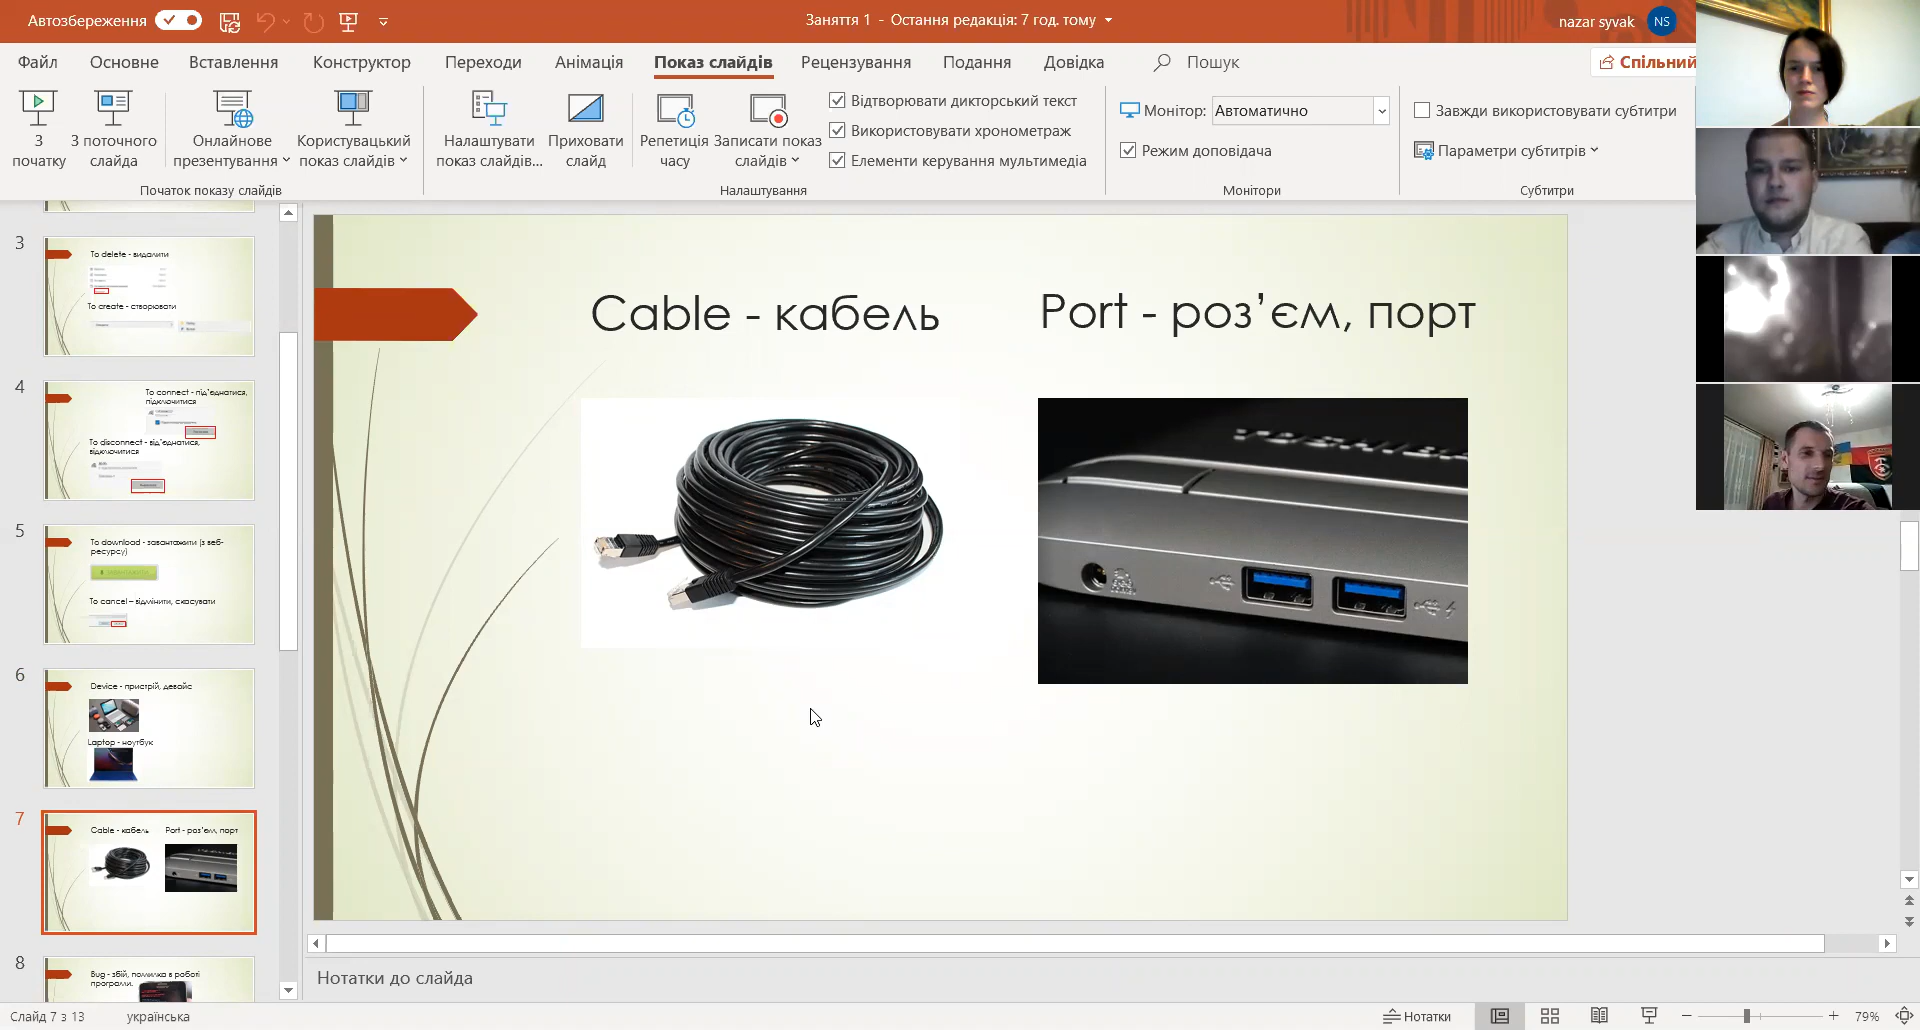 Автозбереження
Заняття 1 - Остання редакція: 7 год. тому
nazar syvak
NS
Файл
Основне
Вставлення
Конструктор
Переходи
Анімація
Показ слайдів
Рецензування
Подання
Довідка
Пошук
Спільний
З початку
З поточного слайда
Онлайнове презентування
Користувацький показ слайдів
Початок показу слайдів
Налаштувати показ слайдів...
Приховати слайд
Репетиція часу
Записати показ слайдів
Відтворювати дикторський текст
Використовувати хронометраж
Елементи керування мультимедіа
Налаштування
Монітор:
Автоматично
Режим доповідача
Монітори
Завжди використовувати субтитри
Параметри субтитрів
Субтитри
3
To delete - видалити
To create - створювати
4
To connect - під'єднатися,
підключитися
To disconnect - від'єднатися,
відключитися
5
To download - завантажити (з веб-
ресурсу)
To cancel – відмінити, скасувати
6
Device - пристрій, девайс
Laptop - ноутбук
7
Cable - кабель
Port - роз'єм, порт
8
Bug - збій, помилка в роботі
програми.
Cable - кабель
Port - роз’єм, порт
TOSHIBA
Нотатки до слайда
Слайд 7 з 13
українська
Нотатки
79%